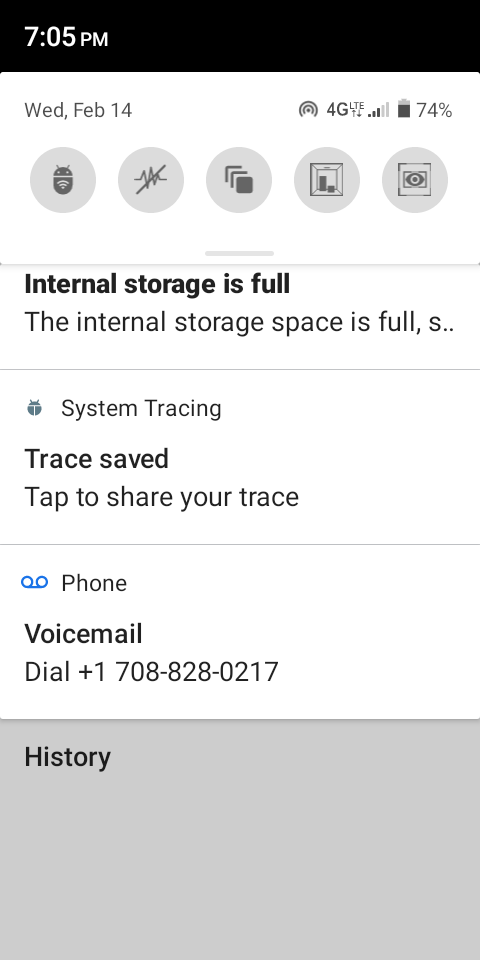 7:05 PM
Wed, Feb 14
4G LTE 74%
Internal storage is full
The internal storage space is full, s..
System Tracing
Trace saved
Tap to share your trace
Phone
Voicemail
Dial +1 708-828-0217
History